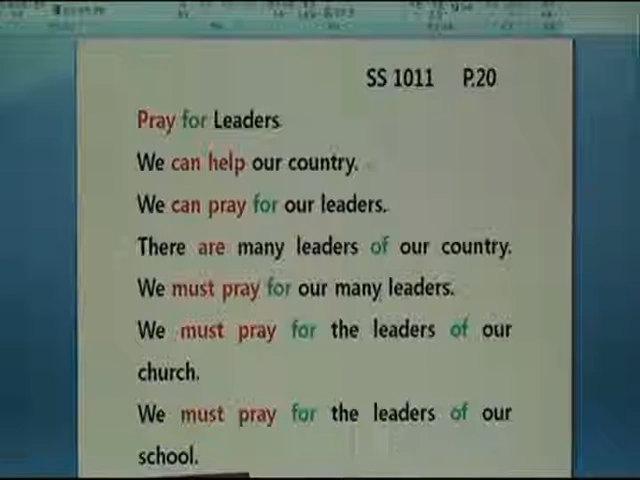 SS 1011 P.20
Pray for Leaders
We can help our country.
We can pray for our leaders.
There are many leaders of our country.
We must pray for our many leaders.
We must pray for the leaders of our
church.
We must pray for the leaders of our
school.